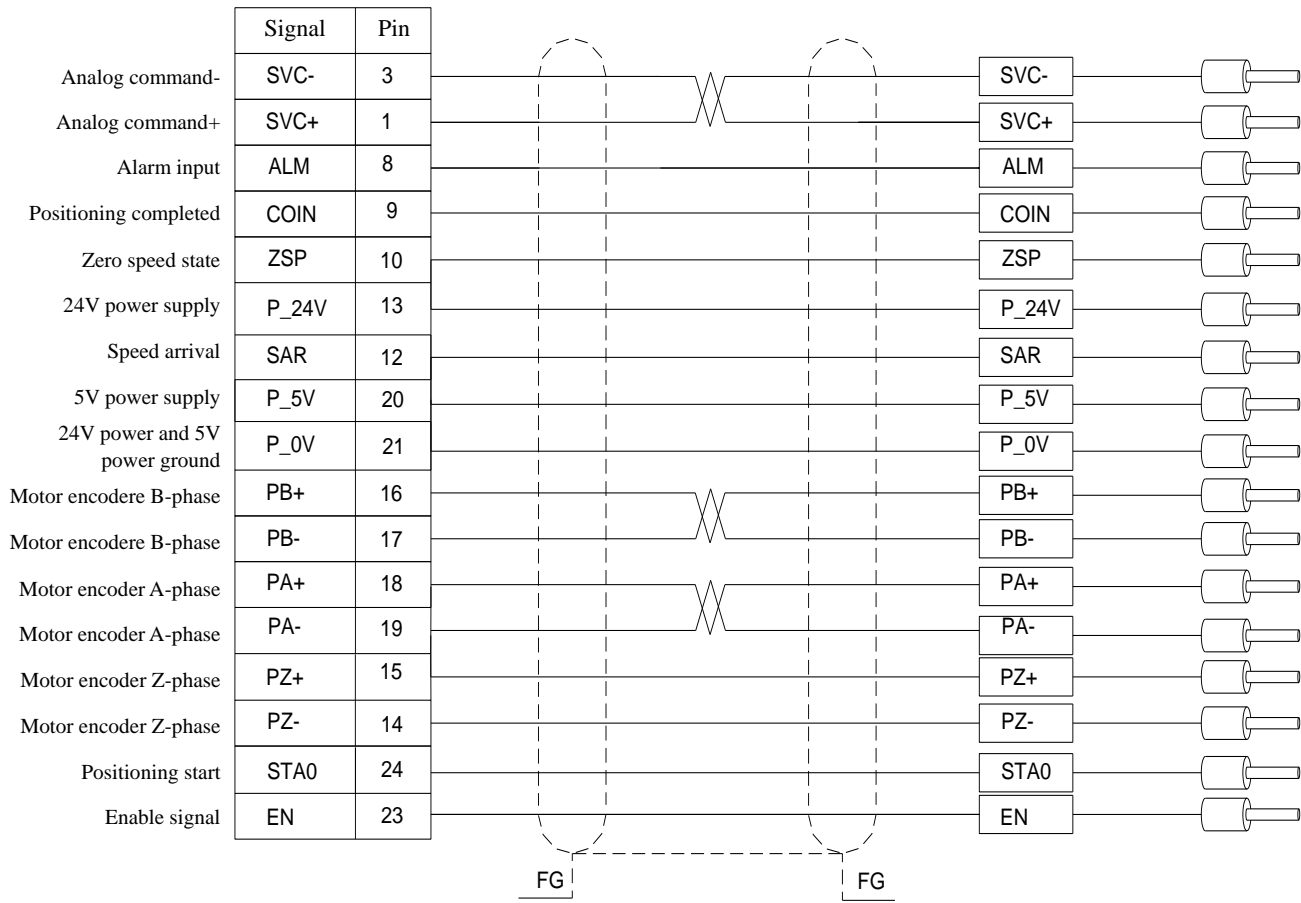 Signal Pin
Analog command- SVC- 3 SVC-
Analog command+ SVC+ 1 SVC+
Alarm input ALM 8 ALM
Positioning completed COIN 9 COIN
Zero speed state ZSP 10 ZSP
24V power supply P_24V 13 P_24V
Speed arrival SAR 12 SAR
5V power supply P_5V 20 P_5V
24V power and 5V
power ground P_0V 21 P_0V
Motor encodere B-phase PB+ 16 PB+
Motor encodere B-phase PB- 17 PB-
Motor encoder A-phase PA+ 18 PA+
Motor encoder A-phase PA- 19 PA-
Motor encoder Z-phase PZ+ 15 PZ+
Motor encoder Z-phase PZ- 14 PZ-
Positioning start STA0 24 STA0
Enable signal EN 23 EN
FG FG